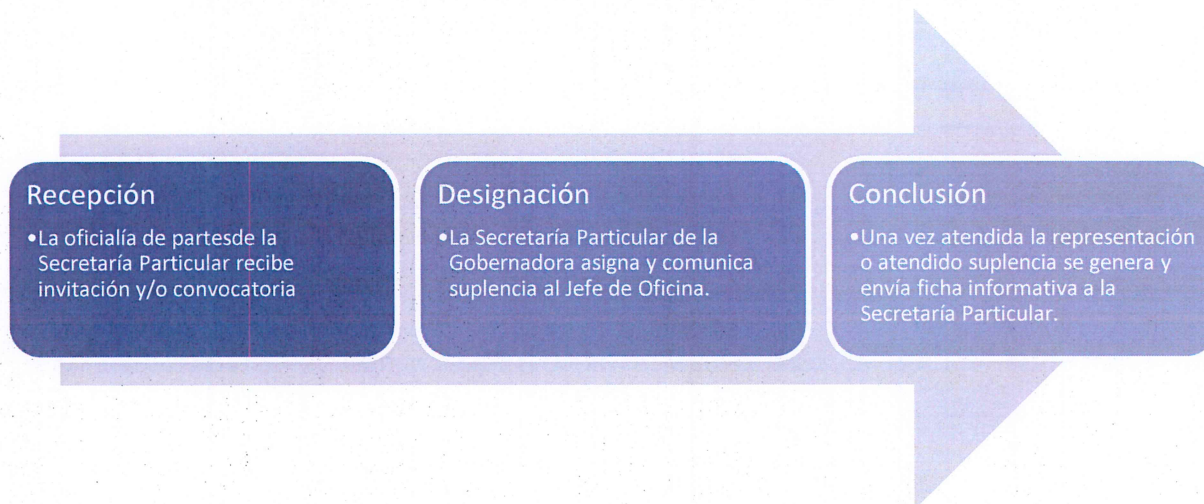 Recepción
•La oficialía de partesde la
Secretaría Particular recibe
invitación y/o convocatoria
Designación
•La Secretaría Particular de la
Gobernadora asigna y comunica
suplencia al Jefe de Oficina.
Conclusión
•Una vez atendida la representación
o atendido suplencia se genera y
envía ficha informativa a la
Secretaría Particular.